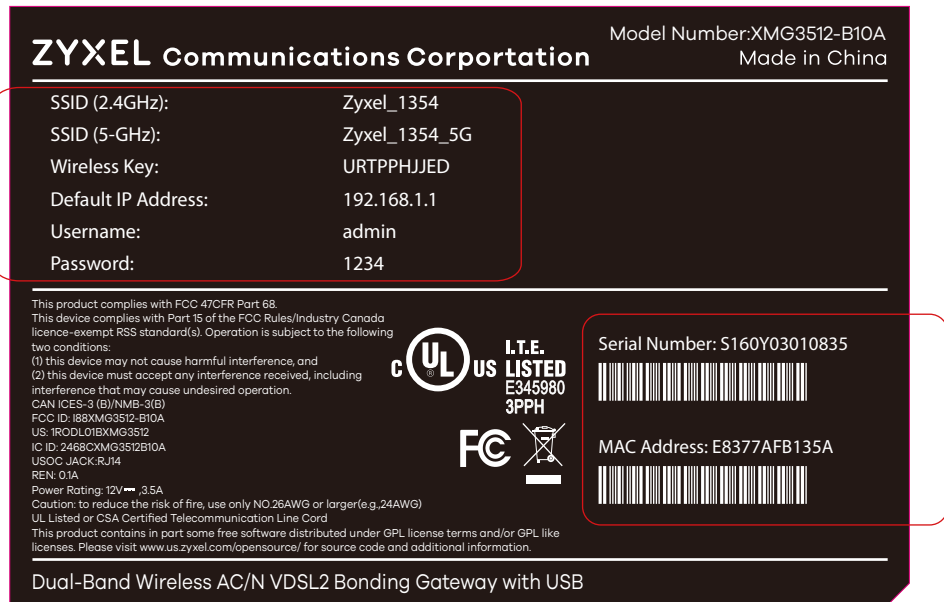 ZYXEL Communications Corportation
Model Number:XMG3512-B10A
Made in China
SSID (2.4GHz): Zyxel_1354
SSID (5-GHz): Zyxel_1354_5G
Wireless Key: URTPPHJJED
Default IP Address: 192.168.1.1
Username: admin
Password: 1234
This product complies with FCC 47CFR Part 68.
This device complies with Part 15 of the FCC Rules/Industry Canada
licence-exempt RSS standard(s). Operation is subject to the following
two conditions:
(1) this device may not cause harmful interference, and
(2) this device must accept any interference received, including
interference that may cause undesired operation.
CAN ICES-3 (B)/NMB-3(B)
FCC ID: I88XMG3512-B10A
US: 1RODL01BXMG3512
IC ID: 2468CXMG3512B10A
USOC JACK:RJ14
REN: 0.1A
Power Rating: 12V⎓ ,3.5A
Caution: to reduce the risk of fire, use only NO.26AWG or larger(e.g.,24AWG)
UL Listed or CSA Certified Telecommunication Line Cord
This product contains in part some free software distributed under GPL license terms and/or GPL like
licenses. Please visit www.us.zyxel.com/opensource/ for source code and additional information.
C UL ® US
I.T.E.
LISTED
E345980
3PPH
FC
Serial Number: S160Y03010835
MAC Address: E8377AFB135A
Dual-Band Wireless AC/N VDSL2 Bonding Gateway with USB